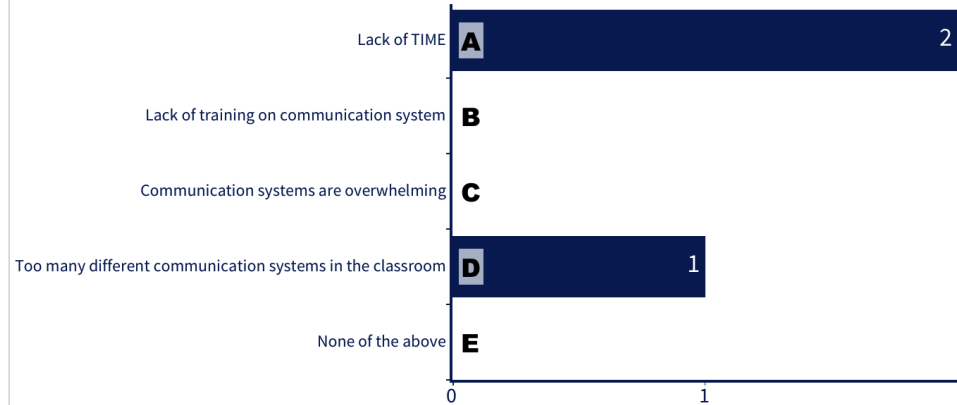 Lack of TIME A 2
Lack of training on communication system B
Communication systems are overwhelming C
Too many different communication systems in the classroom D 1
None of the above E
0 1